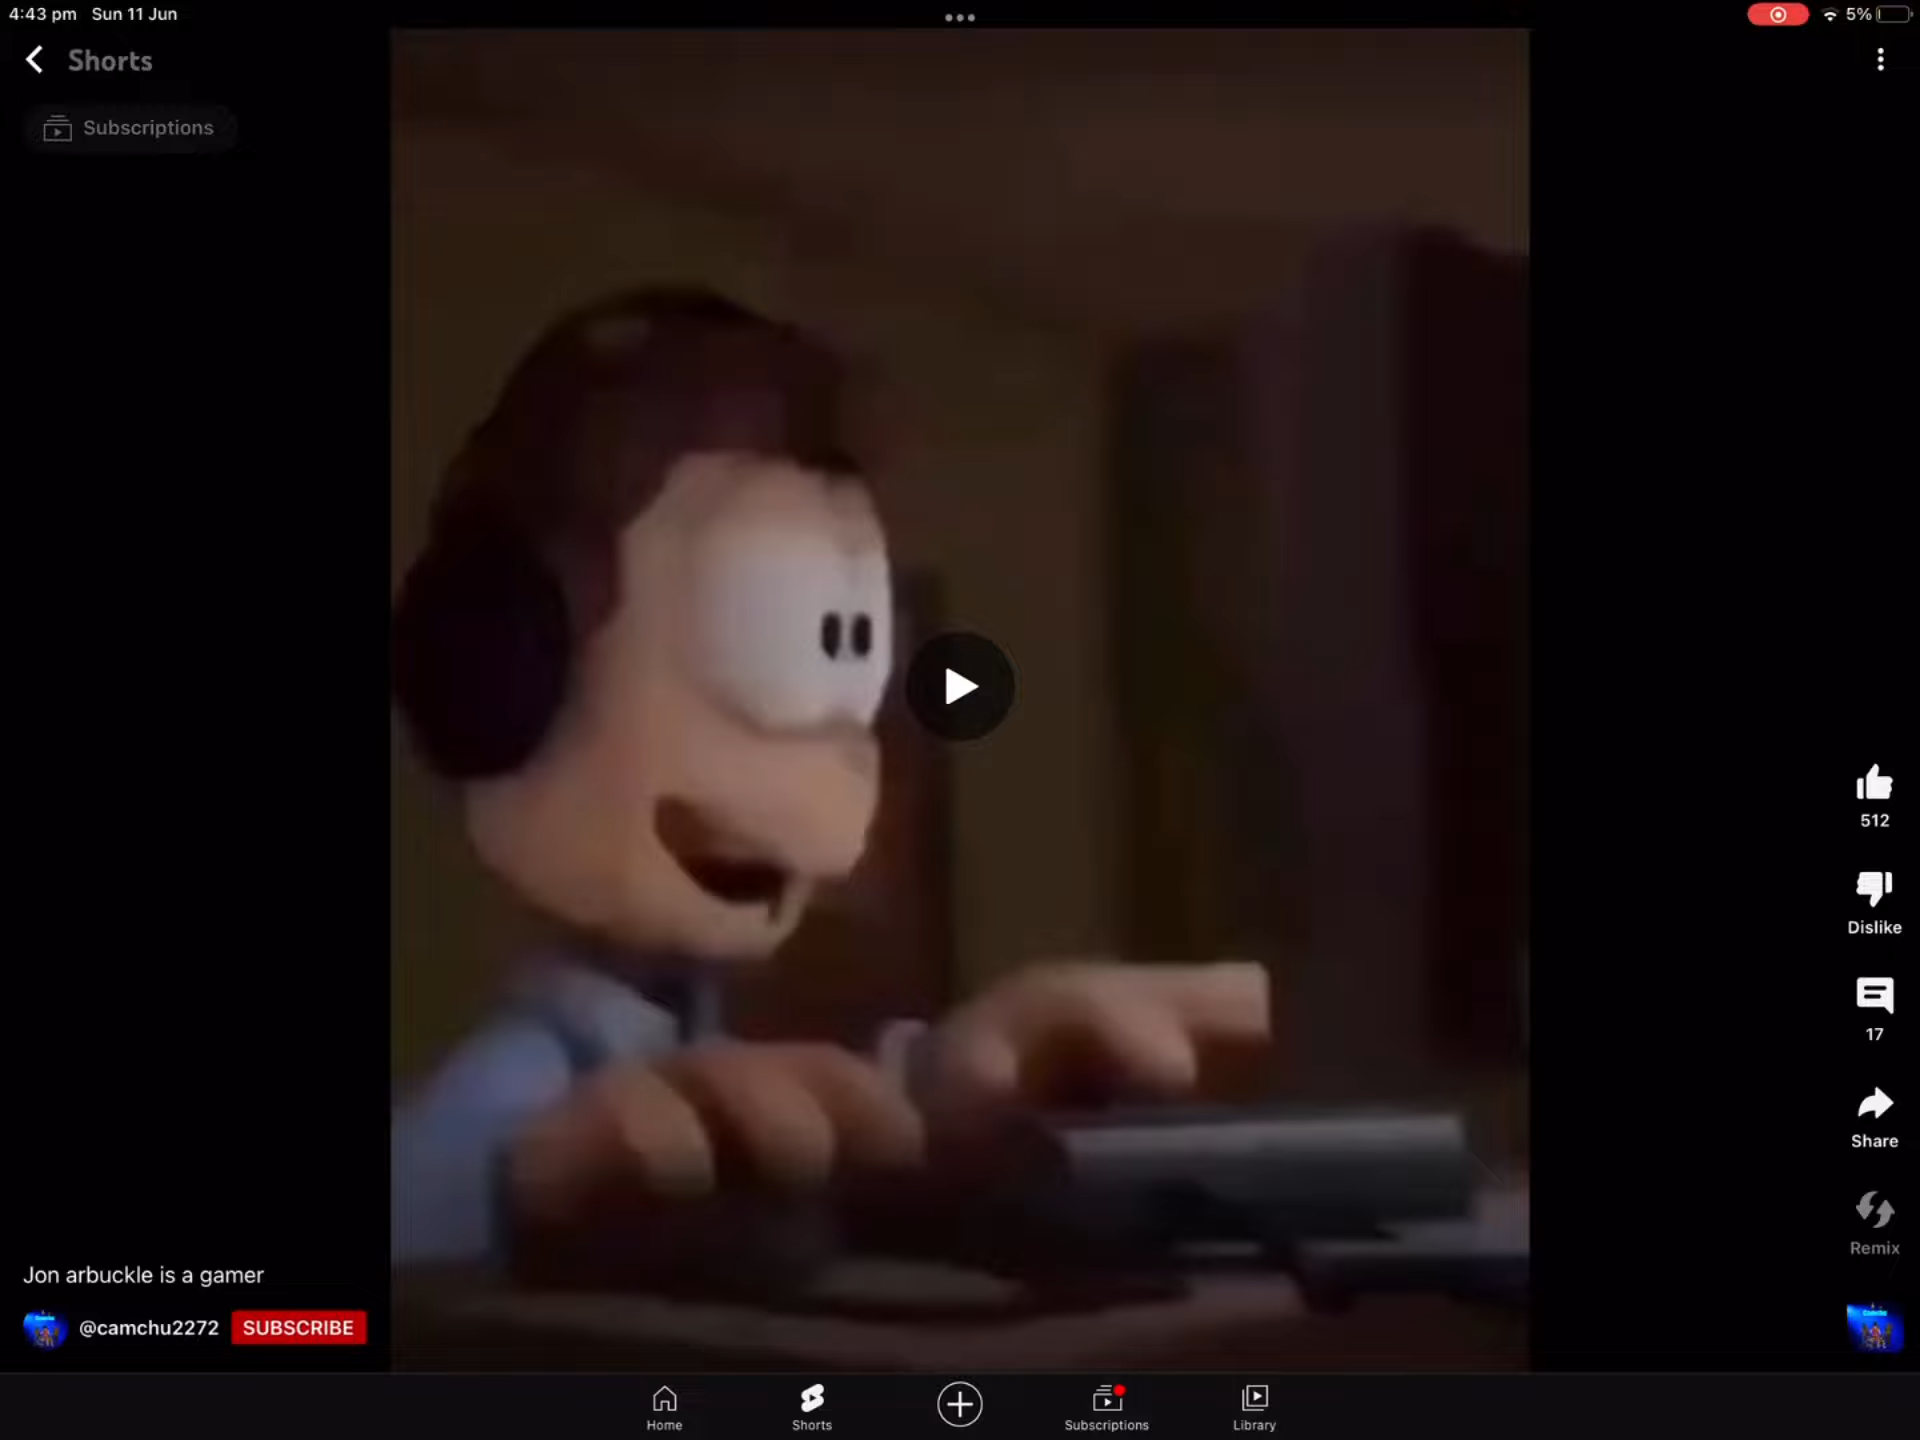 4:43 pm Sun 11 Jun
5%
Shorts
Subscriptions
512
Dislike
17
Share
Remix
Jon arbuckle is a gamer
@camchu2272 SUBSCRIBE
Home Shorts Subscriptions Library